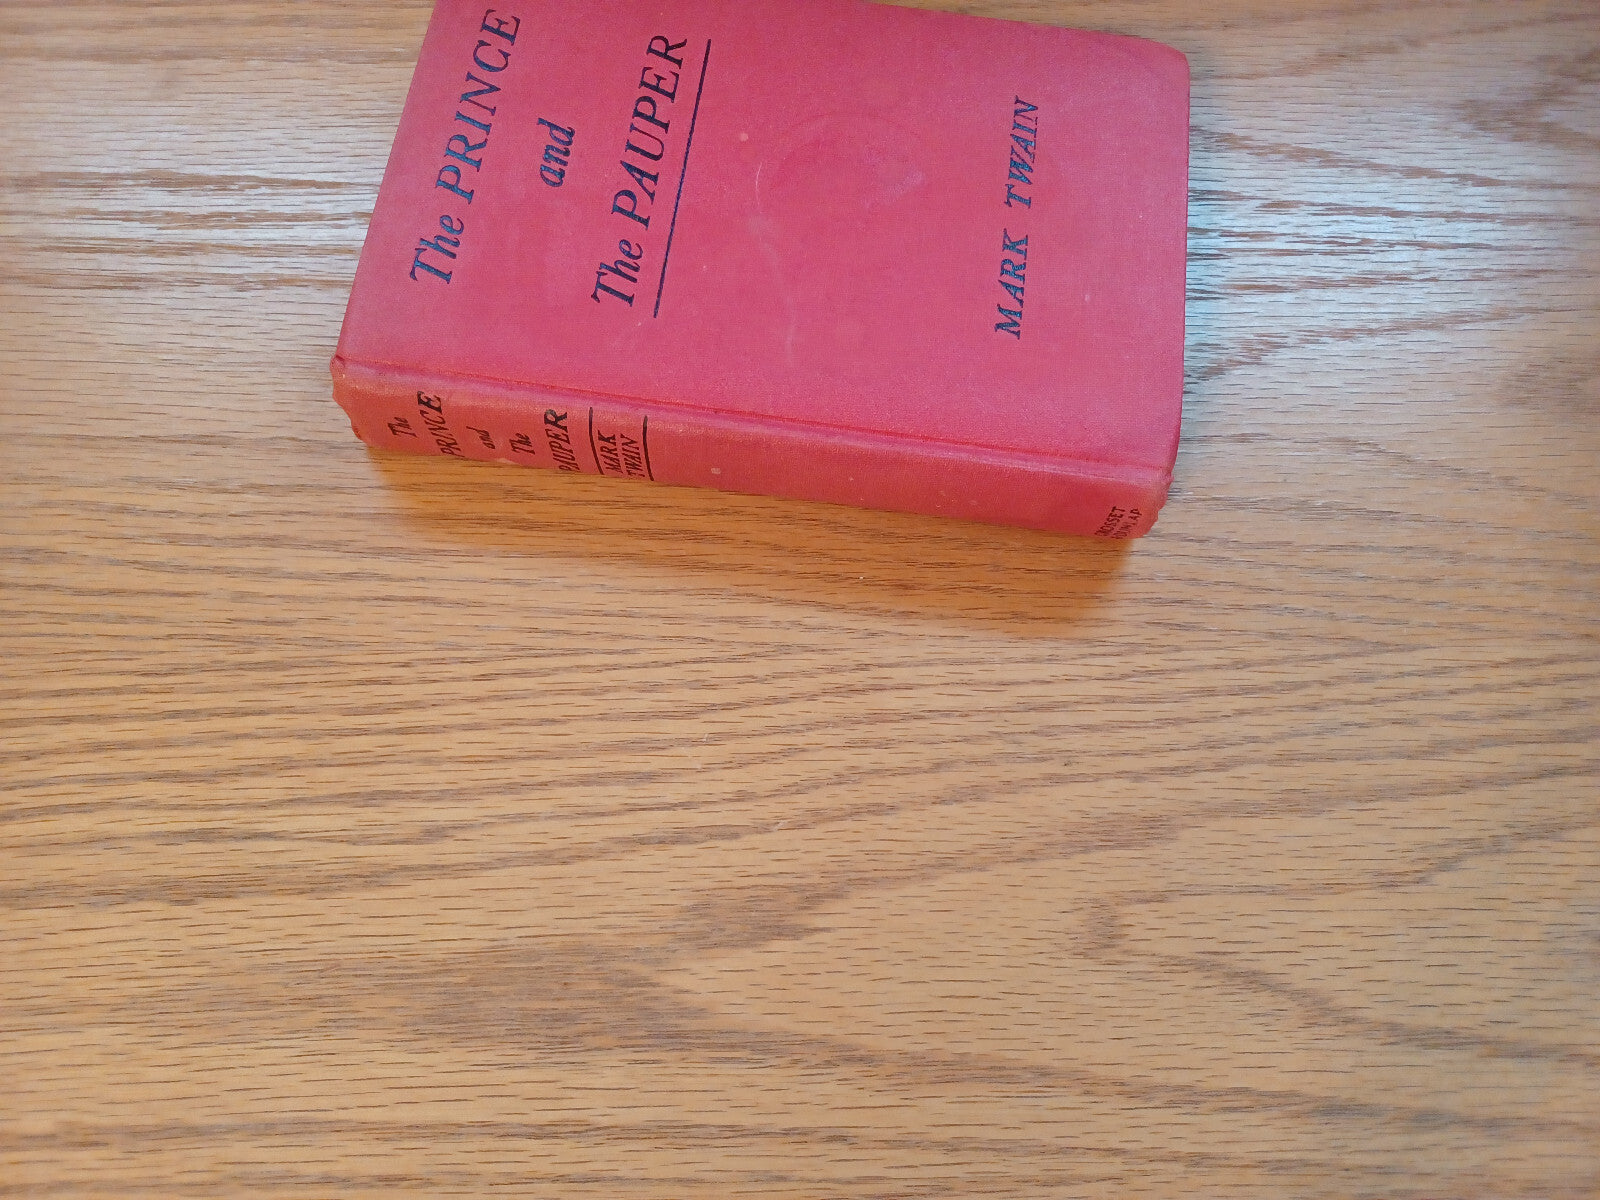 The PRINCE
and
The PAUPER
MARK TWAIN
The
PRINCE
and
The
PAUPER
MARK
TWAIN